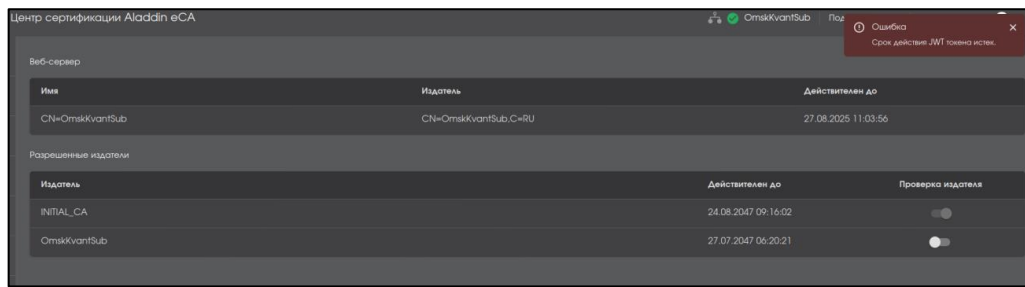 Центр сертификации Aladdin eCA
OmskKvantSub
Ошибка
Срок действия JWT токена истек.
Веб-сервер
Имя Издатель Действителен до
CN=OmskKvantSub CN=OmskKvantSub,C=RU 27.08.2025 11:03:56
Разрешенные издатели
Издатель Действителен до Проверка издателя
INITIAL_CA 24.08.2047 09:16:02
OmskKvantSub 27.07.2047 06:20:21